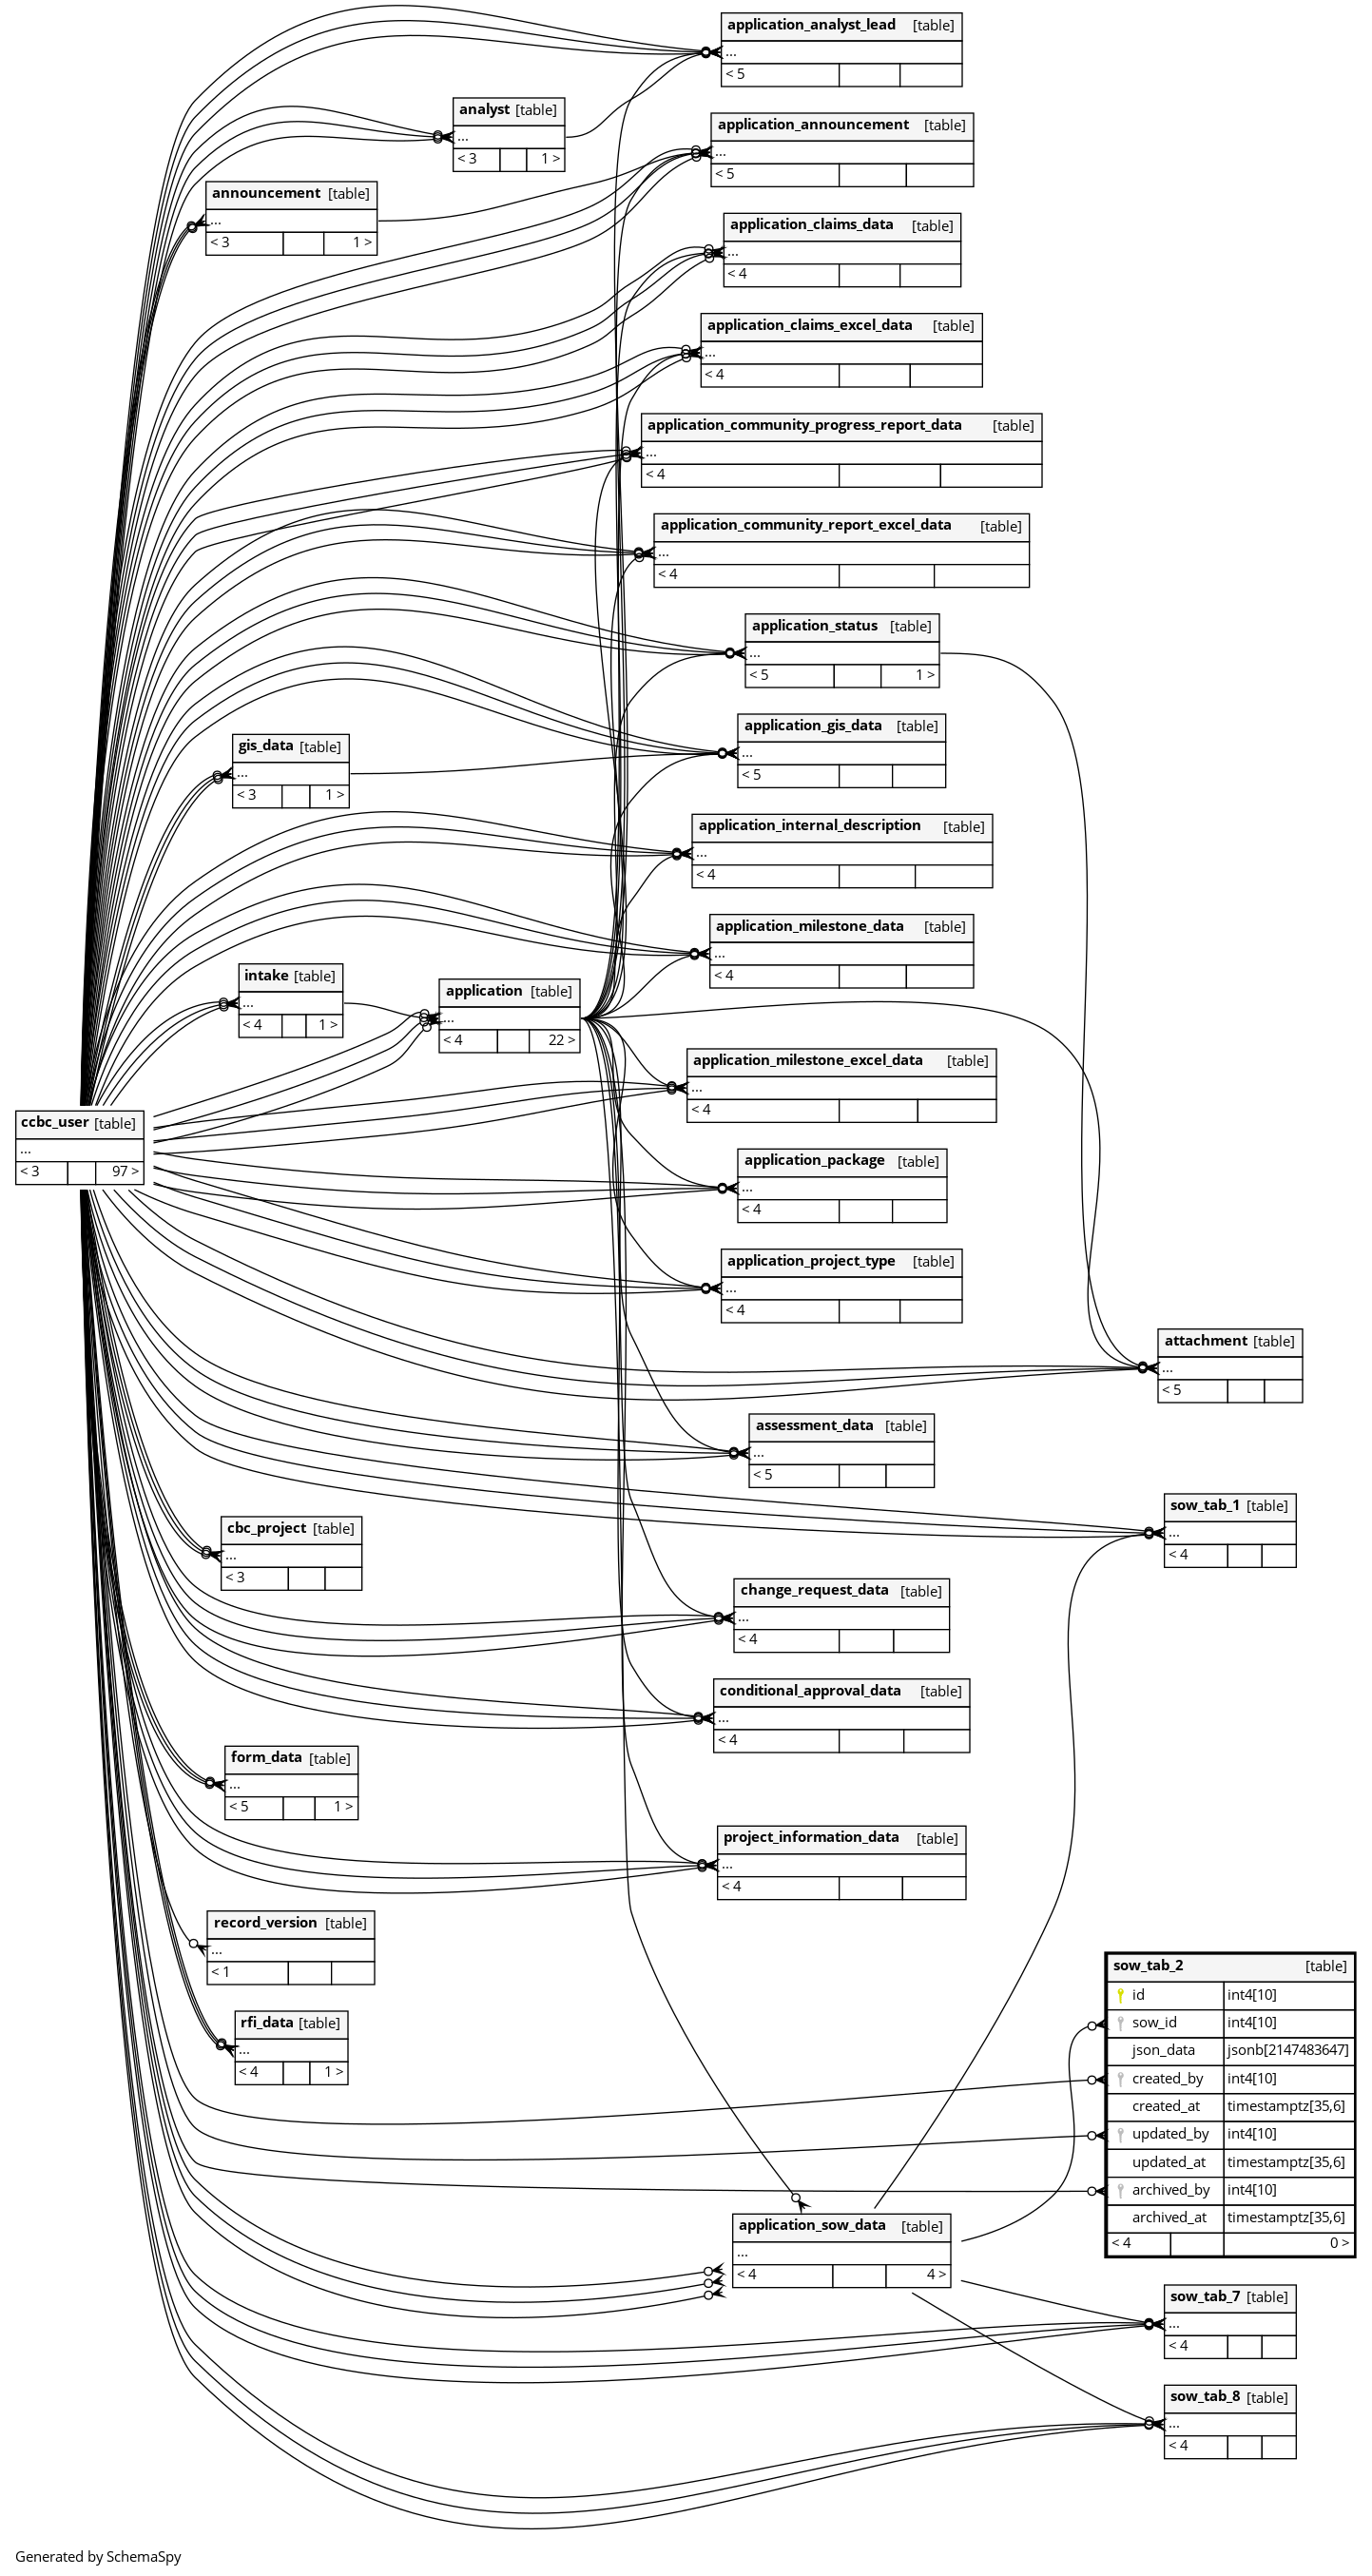 application_analyst_lead [table]
...
< 5
analyst [table]
...
< 3 1 >
application_announcement [table]
...
< 5
announcement [table]
...
< 3 1 >
application_claims_data [table]
...
< 4
application_claims_excel_data [table]
...
< 4
application_community_progress_report_data [table]
...
< 4
application_community_report_excel_data [table]
...
< 4
application_status [table]
...
< 5 1 >
application_gis_data [table]
...
< 5
gis_data [table]
...
< 3 1 >
application_internal_description [table]
...
< 4
application_milestone_data [table]
...
< 4
intake [table]
...
< 4 1 >
application [table]
...
< 4 22 >
application_milestone_excel_data [table]
...
< 4
ccbc_user [table]
...
< 3 97 >
application_package [table]
...
< 4
application_project_type [table]
...
< 4
attachment [table]
...
< 5
assessment_data [table]
...
< 5
sow_tab_1 [table]
...
< 4
cbc_project [table]
...
< 3
change_request_data [table]
...
< 4
conditional_approval_data [table]
...
< 4
form_data [table]
...
< 5 1 >
project_information_data [table]
...
< 4
record_version [table]
...
< 1
sow_tab_2 [table]
id int4[10]
sow_id int4[10]
json_data jsonb[2147483647]
created_by int4[10]
created_at timestamptz[35,6]
updated_by int4[10]
updated_at timestamptz[35,6]
archived_by int4[10]
archived_at timestamptz[35,6]
< 4 0 >
rfi_data [table]
...
< 4 1 >
application_sow_data [table]
...
< 4 4 >
sow_tab_7 [table]
...
< 4
sow_tab_8 [table]
...
< 4
Generated by SchemaSpy